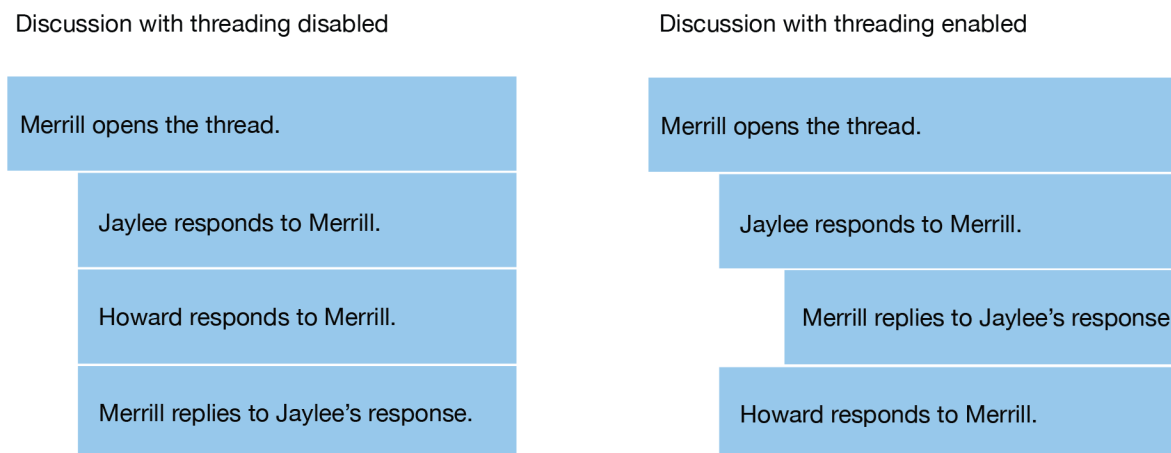 Discussion with threading disabled
Merrill opens the thread.
Jaylee responds to Merrill.
Howard responds to Merrill.
Merrill replies to Jaylee’s response.
Discussion with threading enabled
Merrill opens the thread.
Jaylee responds to Merrill.
Merrill replies to Jaylee’s response
Howard responds to Merrill.